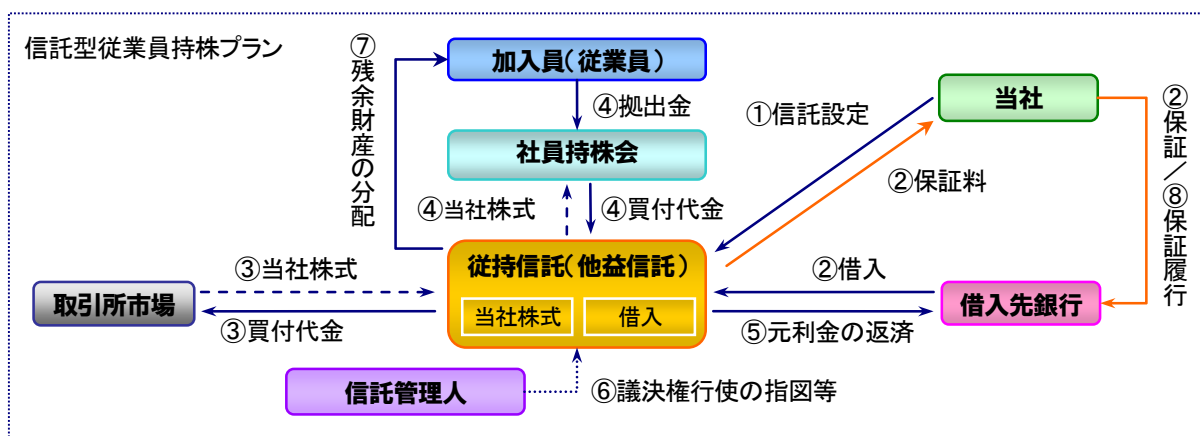 信託型従業員持株プラン
⑦残余財産の分配
加入員（従業員）
④拠出金
社員持株会
④当社株式
④買付代金
①信託設定
②保証料
当社
②保証／⑧保証履行
③当社株式
取引所市場
③買付代金
従持信託（他益信託）
当社株式
借入
②借入
⑤元利金の返済
借入先銀行
信託管理人
⑥議決権行使の指図等